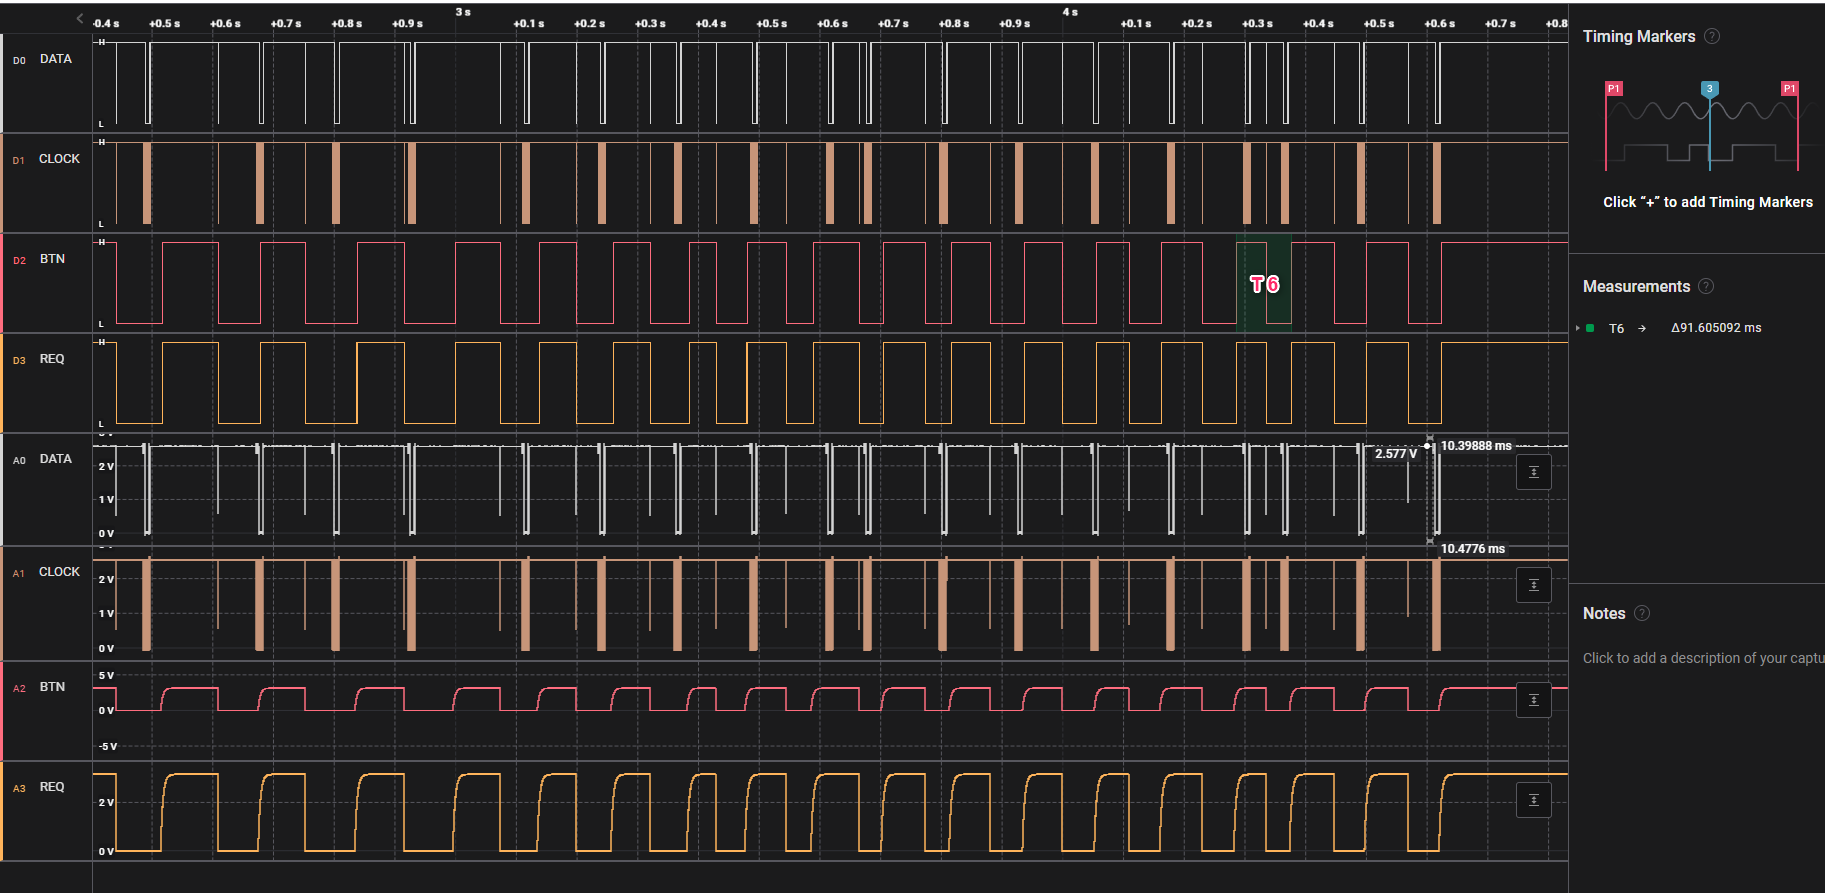 -0.4 s +0.5 s +0.6 s +0.7 s +0.8 s +0.9 s 3 s +0.1 s +0.2 s +0.3 s +0.4 s +0.5 s +0.6 s +0.7 s +0.8 s +0.9 s 4 s +0.1 s +0.2 s +0.3 s +0.4 s +0.5 s +0.6 s +0.7 s +0.8
D0 DATA
H
L
D1 CLOCK
H
L
D2 BTN
H
L
T 6
D3 REQ
H
L
A0 DATA
2 V
1 V
0 V
2.577 V
10.39888 ms
10.4776 ms
A1 CLOCK
2 V
1 V
0 V
A2 BTN
5 V
0 V
-5 V
A3 REQ
2 V
0 V
Timing Markers ?
P1 3 P1
Click “+” to add Timing Markers
Measurements ?
T6 → Δ91.605092 ms
Notes ?
Click to add a description of your captu